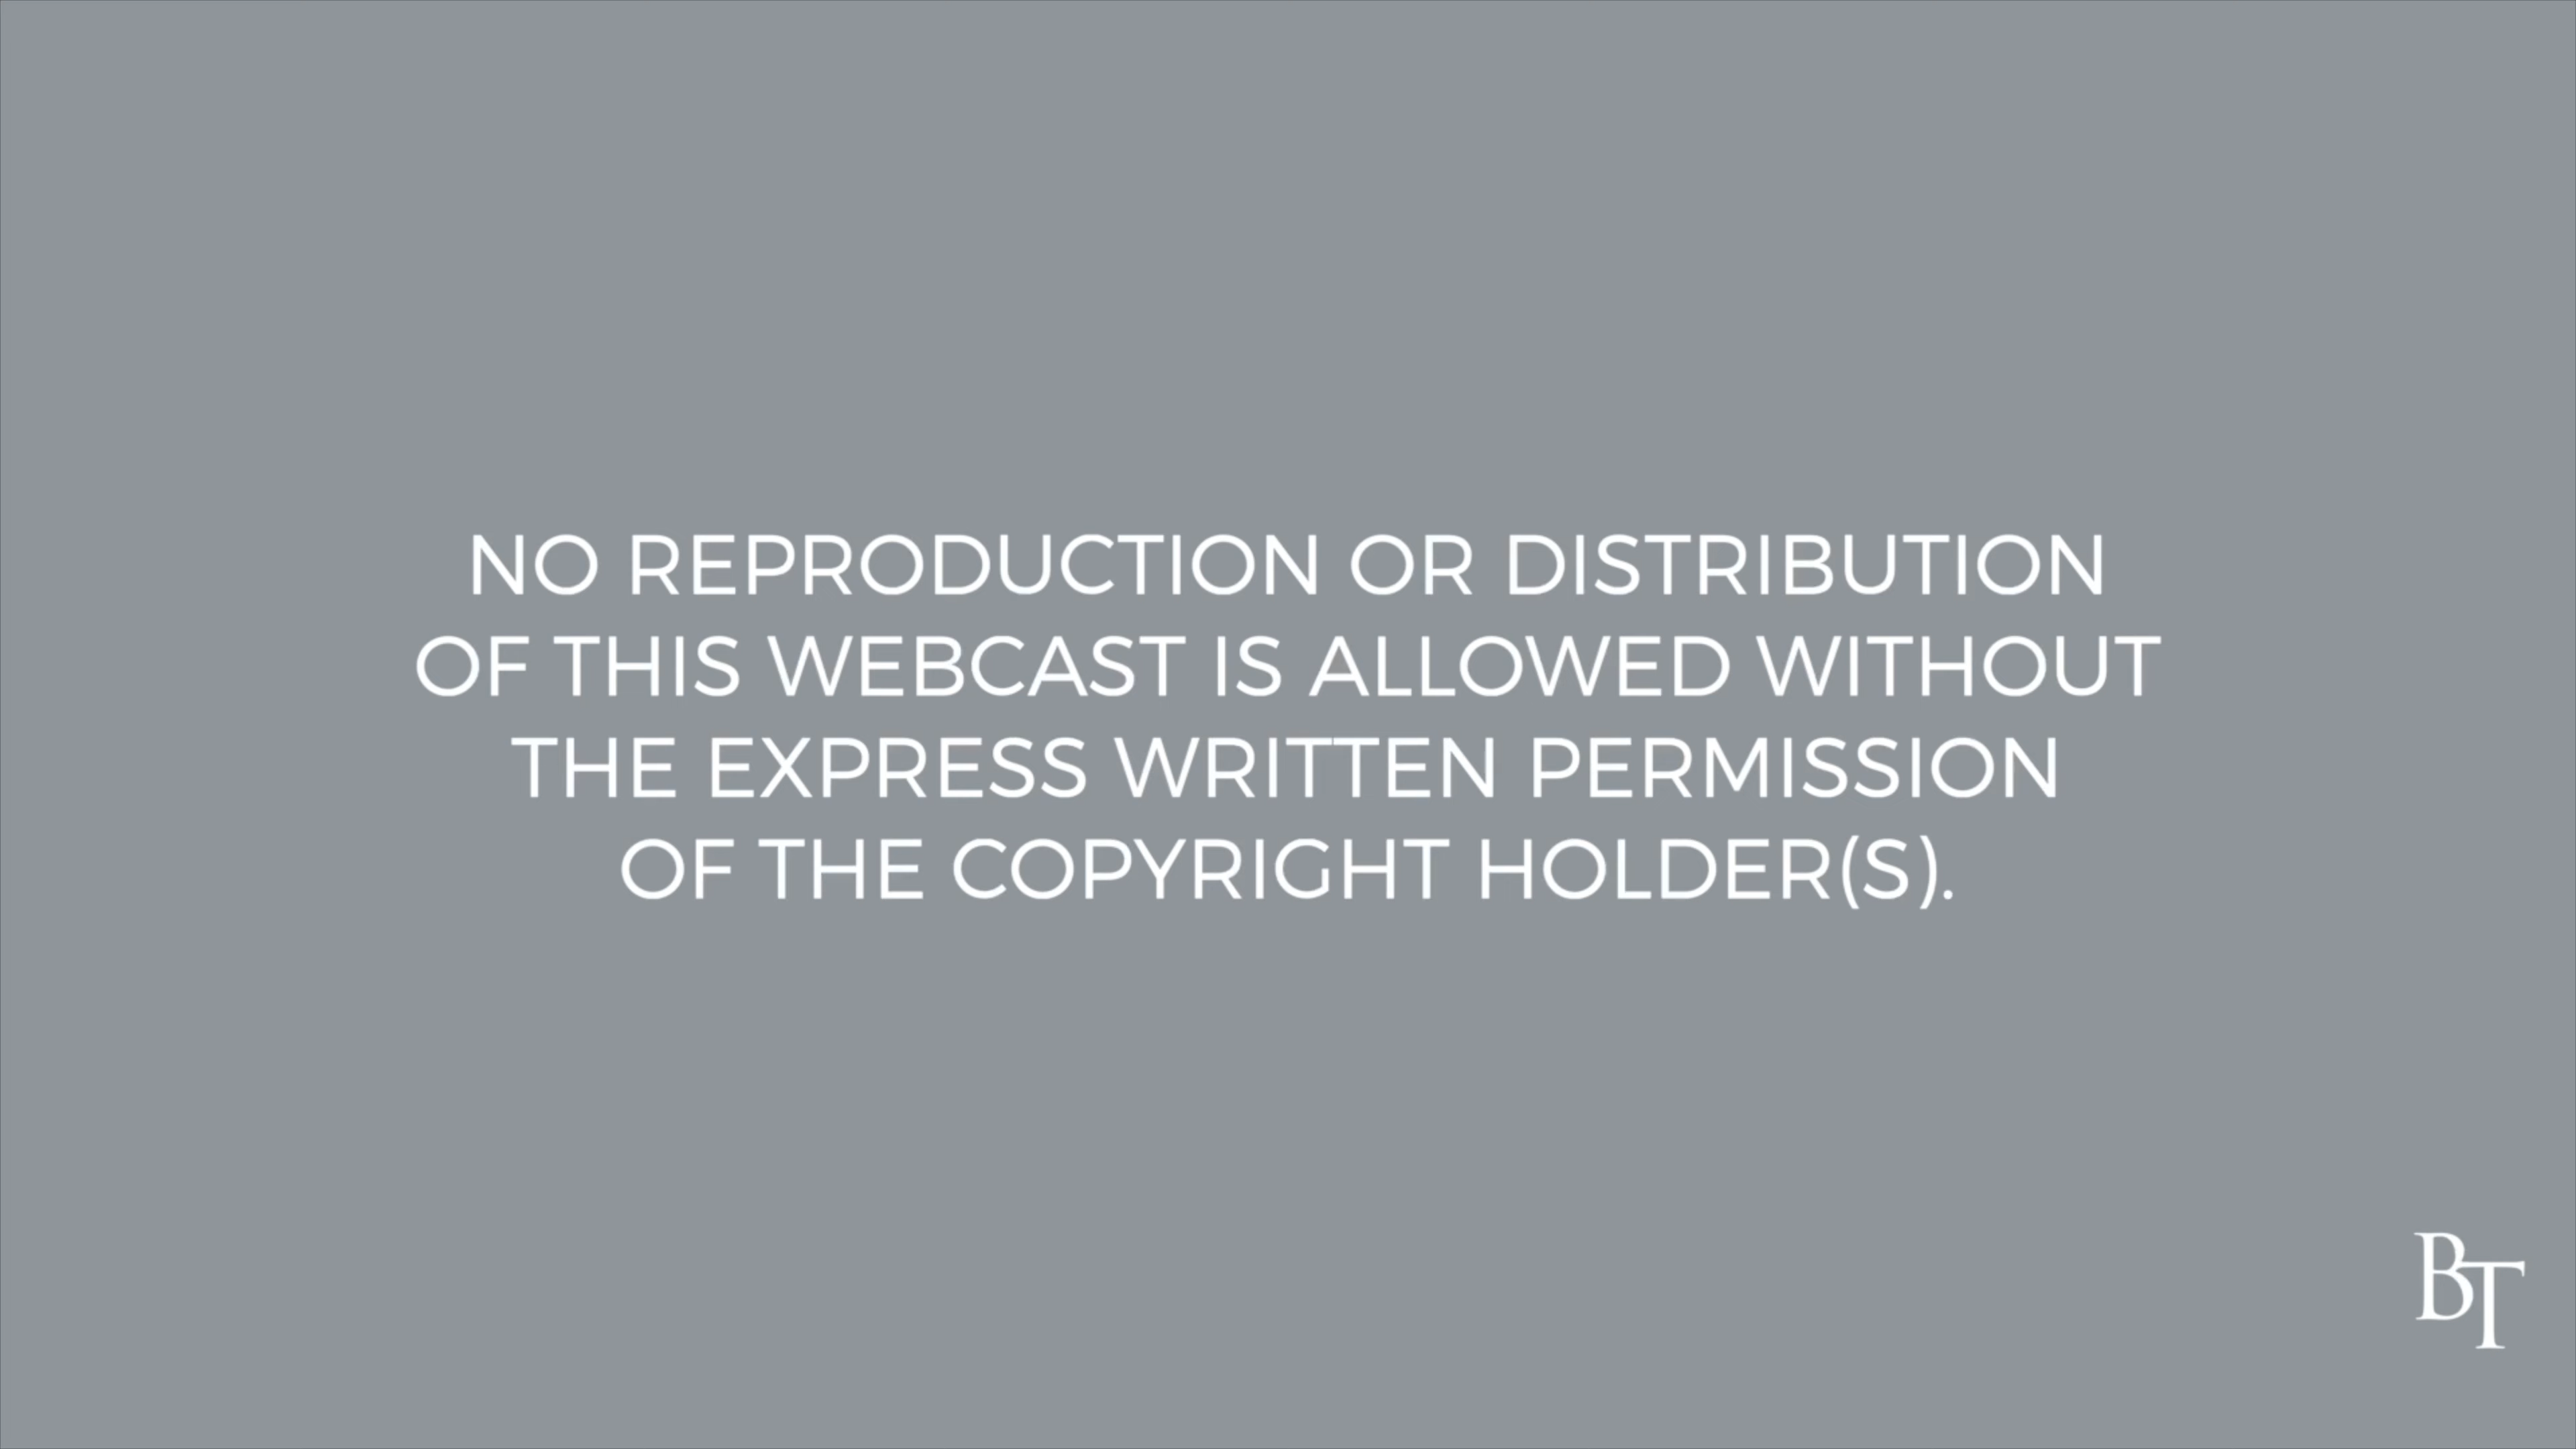 NO REPRODUCTION OR DISTRIBUTION
OF THIS WEBCAST IS ALLOWED WITHOUT
THE EXPRESS WRITTEN PERMISSION
OF THE COPYRIGHT HOLDER(S).
BT